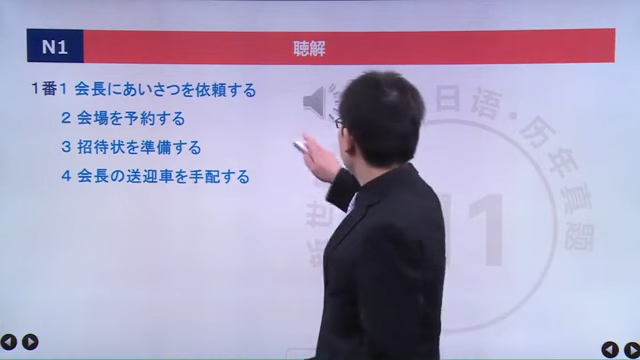 N1 聴解
1番1 会長にあいさつを依頼する
2 会場を予約する
3 招待状を準備する
4 会長の送迎車を手配する
日语·历年真题